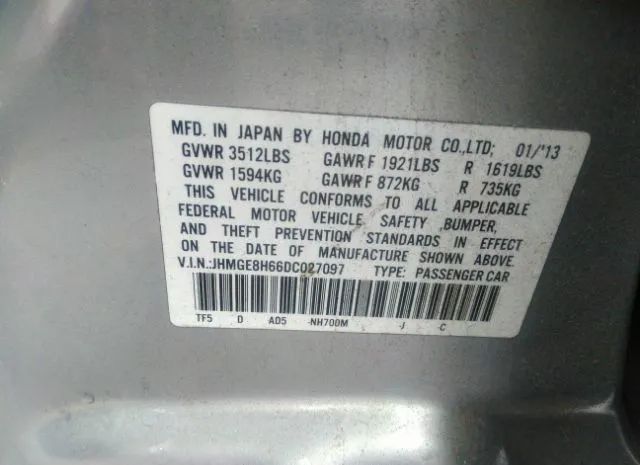 MFD. IN JAPAN BY HONDA MOTOR CO.,LTD; 01/'13
GVWR 3512LBS GAWR F 1921LBS R 1619LBS
GVWR 1594KG GAWR F 872KG R 735KG
THIS VEHICLE CONFORMS TO ALL APPLICABLE
FEDERAL MOTOR VEHICLE SAFETY ,BUMPER,
AND THEFT PREVENTION STANDARDS IN EFFECT
ON THE DATE OF MANUFACTURE SHOWN ABOVE.
V.I.N.:JHMGE8H66DC027097 TYPE: PASSENGER CAR
TF5 D AD5 -NH700M -J -C